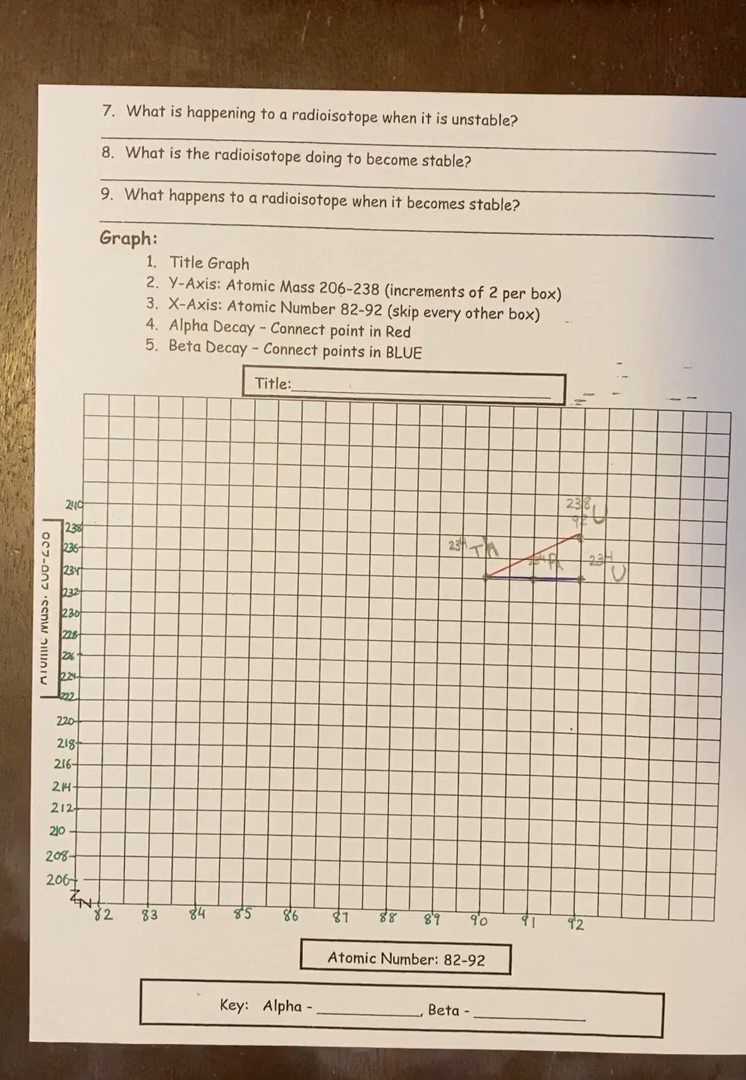 7. What is happening to a radioisotope when it is unstable?
8. What is the radioisotope doing to become stable?
9. What happens to a radioisotope when it becomes stable?
Graph:
1. Title Graph
2. Y-Axis: Atomic Mass 206-238 (increments of 2 per box)
3. X-Axis: Atomic Number 82-92 (skip every other box)
4. Alpha Decay - Connect point in Red
5. Beta Decay - Connect points in BLUE
Title:
240
238
236
234
232
230
228
226
224
222
220
218
216
214
212
210
208
206
238
92 U
234 Th
234 Pa
234 U
Atomic Mass: 206-238
Z
N
82 83 84 85 86 87 88 89 90 91 92
Atomic Number: 82-92
Key: Alpha - , Beta -